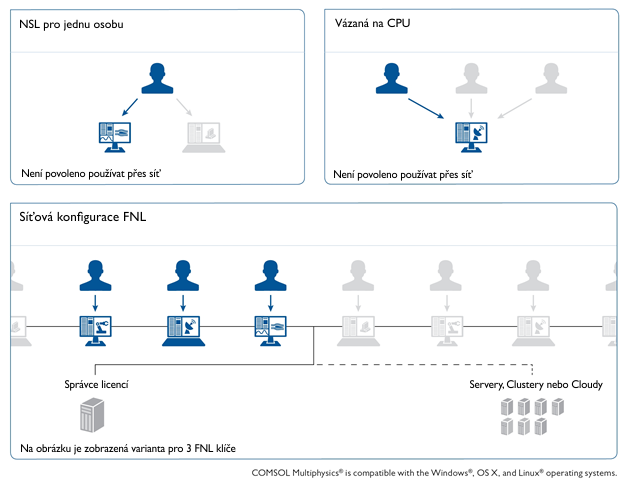 NSL pro jednu osobu
Není povoleno používat přes síť
Vázaná na CPU
Není povoleno používat přes síť
Síťová konfigurace FNL
Správce licencí
Servery, Clustery nebo Cloudy
Na obrázku je zobrazená varianta pro 3 FNL klíče
COMSOL Multiphysics® is compatible with the Windows®, OS X, and Linux® operating systems.